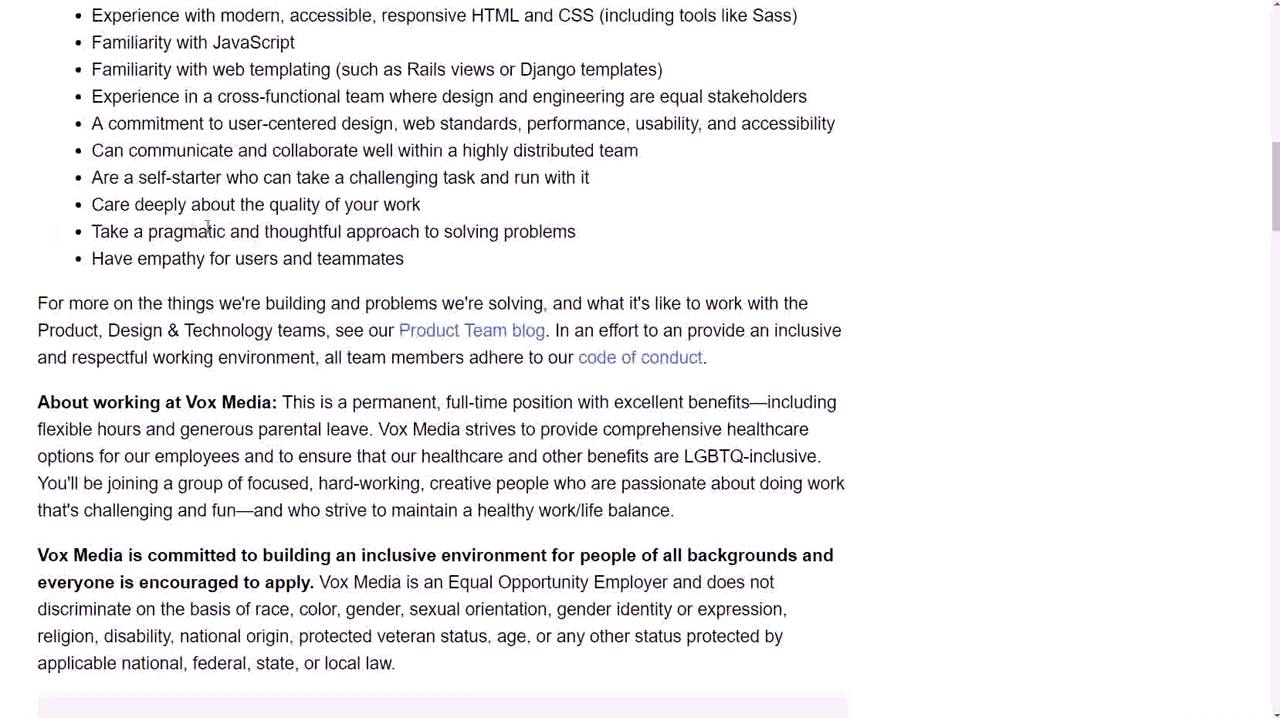 Experience with modern, accessible, responsive HTML and CSS (including tools like Sass)
Familiarity with JavaScript
Familiarity with web templating (such as Rails views or Django templates)
Experience in a cross-functional team where design and engineering are equal stakeholders
A commitment to user-centered design, web standards, performance, usability, and accessibility
Can communicate and collaborate well within a highly distributed team
Are a self-starter who can take a challenging task and run with it
Care deeply about the quality of your work
Take a pragmatic and thoughtful approach to solving problems
Have empathy for users and teammates
For more on the things we're building and problems we're solving, and what it's like to work with the
Product, Design & Technology teams, see our Product Team blog. In an effort to an provide an inclusive
and respectful working environment, all team members adhere to our code of conduct.
About working at Vox Media: This is a permanent, full-time position with excellent benefits—including
flexible hours and generous parental leave. Vox Media strives to provide comprehensive healthcare
options for our employees and to ensure that our healthcare and other benefits are LGBTQ-inclusive.
You'll be joining a group of focused, hard-working, creative people who are passionate about doing work
that's challenging and fun—and who strive to maintain a healthy work/life balance.
Vox Media is committed to building an inclusive environment for people of all backgrounds and
everyone is encouraged to apply. Vox Media is an Equal Opportunity Employer and does not
discriminate on the basis of race, color, gender, sexual orientation, gender identity or expression,
religion, disability, national origin, protected veteran status, age, or any other status protected by
applicable national, federal, state, or local law.